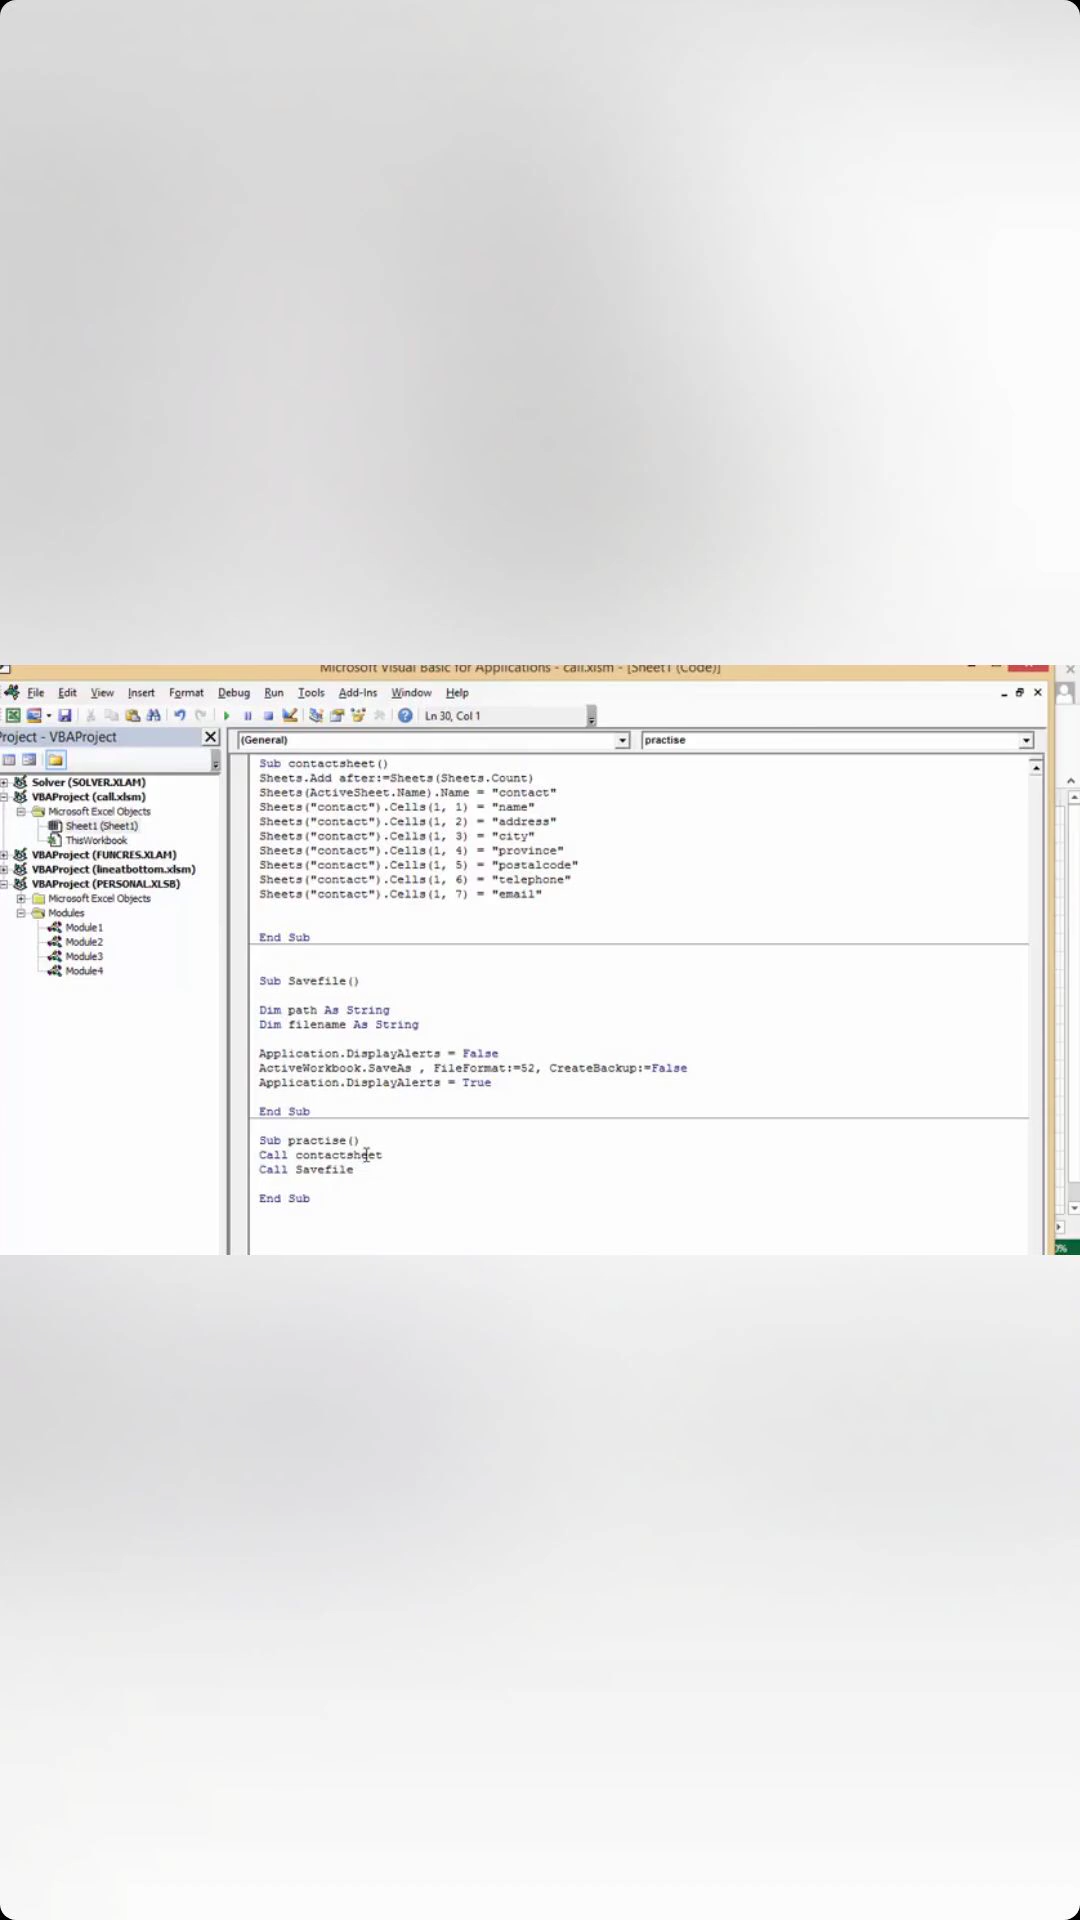 Microsoft Visual Basic for Applications - call.xlsm - [Sheet1 (Code)]
File Edit View Insert Format Debug Run Tools Add-Ins Window Help
Ln 30, Col 1
Project - VBAProject
(General)
practise
Solver (SOLVER.XLAM)
VBAProject (call.xlsm)
Microsoft Excel Objects
Sheet1 (Sheet1)
ThisWorkbook
VBAProject (FUNCRES.XLAM)
VBAProject (lineatbottom.xlsm)
VBAProject (PERSONAL.XLSB)
Microsoft Excel Objects
Modules
Module1
Module2
Module3
Module4
Sub contactsheet()
Sheets.Add after:=Sheets(Sheets.Count)
Sheets(ActiveSheet.Name).Name = "contact"
Sheets("contact").Cells(1, 1) = "name"
Sheets("contact").Cells(1, 2) = "address"
Sheets("contact").Cells(1, 3) = "city"
Sheets("contact").Cells(1, 4) = "province"
Sheets("contact").Cells(1, 5) = "postalcode"
Sheets("contact").Cells(1, 6) = "telephone"
Sheets("contact").Cells(1, 7) = "email"
End Sub
Sub Savefile()
Dim path As String
Dim filename As String
Application.DisplayAlerts = False
ActiveWorkbook.SaveAs , FileFormat:=52, CreateBackup:=False
Application.DisplayAlerts = True
End Sub
Sub practise()
Call contactsheet
Call Savefile
End Sub